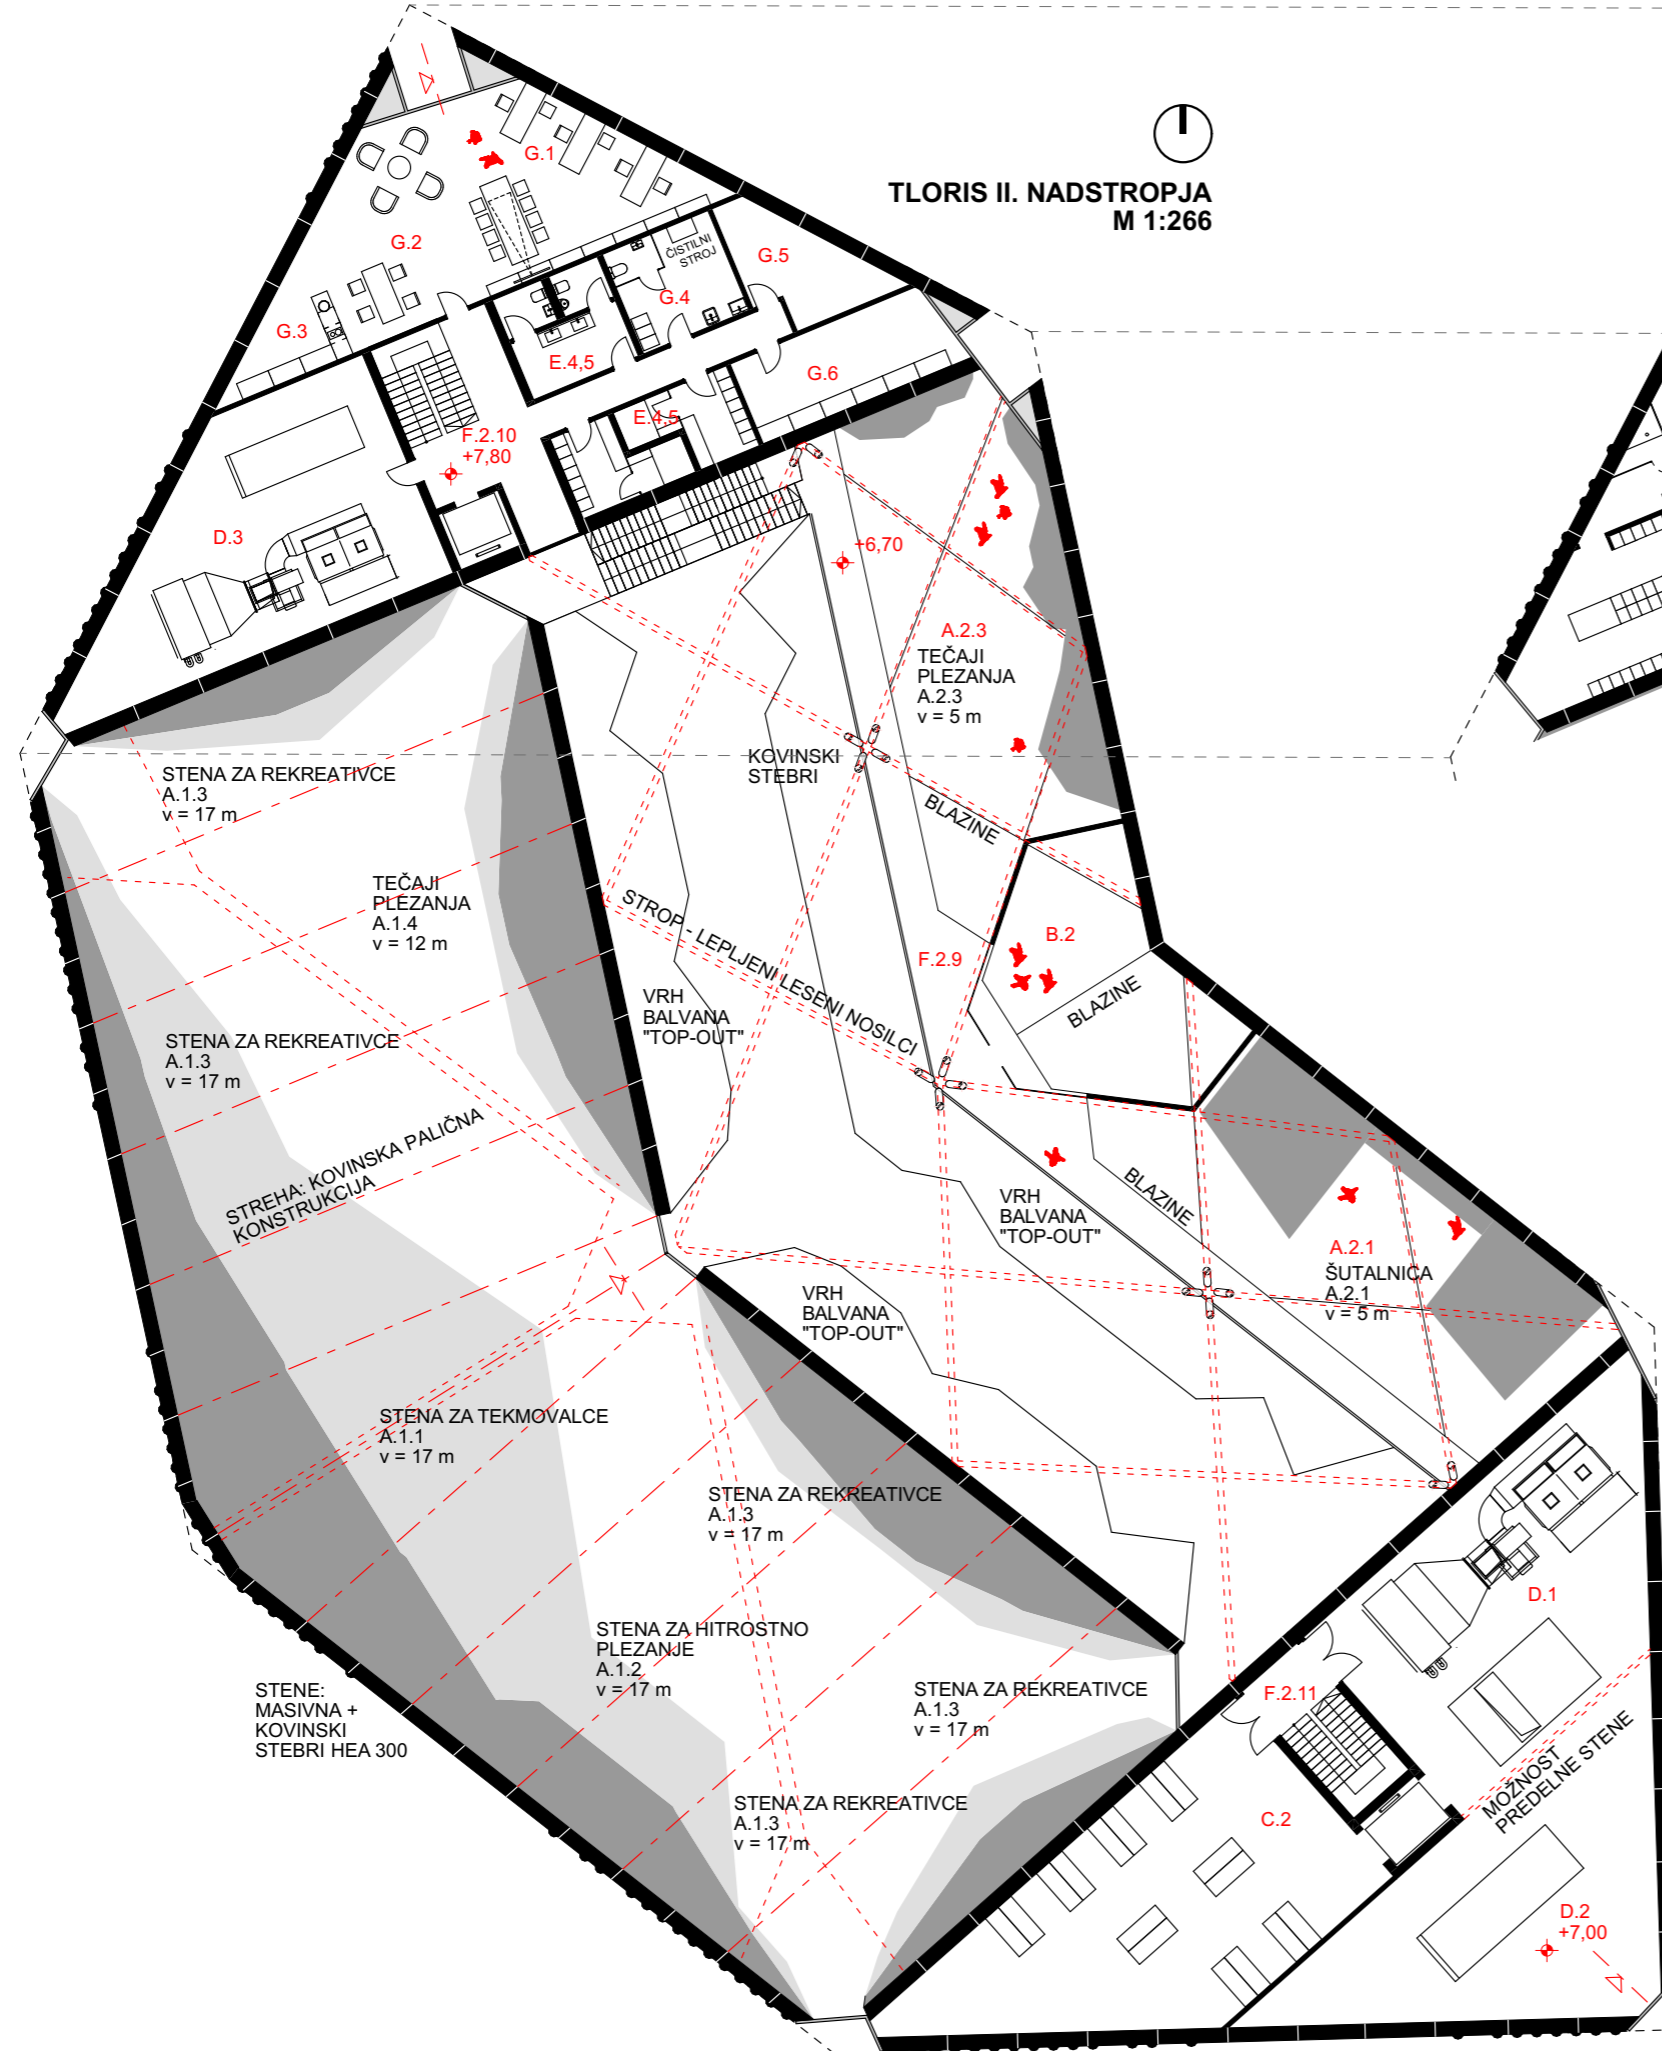 TLORIS II. NADSTROPJA
M 1:266
G.1
G.2
G.3
ČISTILNI
STROJ
G.4
G.5
G.6
E.4,5
E.4,5
F.2.10
+7,80
D.3
+6,70
A.2.3
TEČAJI
PLEZANJA
A.2.3
v = 5 m
KOVINSKI
STEBRI
BLAZINE
STENA ZA REKREATIVCE
A.1.3
v = 17 m
TEČAJI
PLEZANJA
A.1.4
v = 12 m
STROP - LEPLJENI LESENI NOSILCI
F.2.9
B.2
BLAZINE
VRH
BALVANA
"TOP-OUT"
STENA ZA REKREATIVCE
A.1.3
v = 17 m
STREHA: KOVINSKA PALIČNA
KONSTRUKCIJA
BLAZINE
VRH
BALVANA
"TOP-OUT"
A.2.1
ŠUTALNICA
A.2.1
v = 5 m
VRH
BALVANA
"TOP-OUT"
STENA ZA TEKMOVALCE
A.1.1
v = 17 m
STENA ZA REKREATIVCE
A.1.3
v = 17 m
D.1
STENA ZA HITROSTNO
PLEZANJE
A.1.2
v = 17 m
STENE:
MASIVNA +
KOVINSKI
STEBRI HEA 300
STENA ZA REKREATIVCE
A.1.3
v = 17 m
F.2.11
MOŽNOST
PREDELNE STENE
STENA ZA REKREATIVCE
A.1.3
v = 17 m
C.2
D.2
+7,00